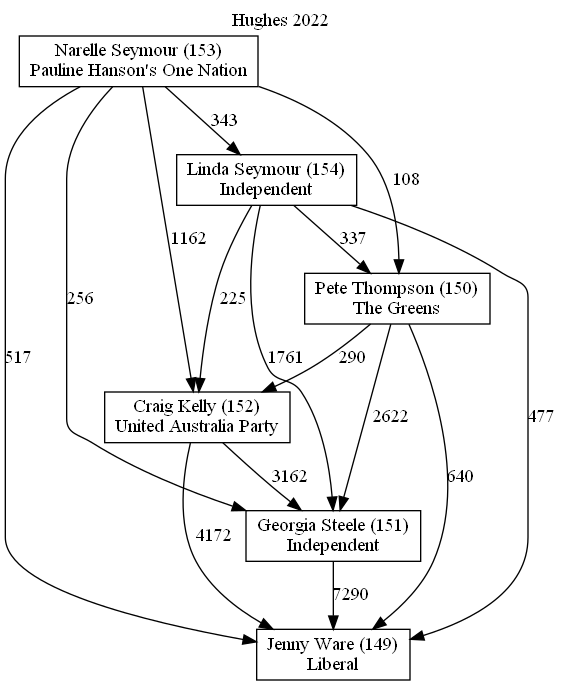 Hughes 2022
Narelle Seymour (153)
Pauline Hanson's One Nation
343
Linda Seymour (154)
Independent
108
1162
337
256
225
Pete Thompson (150)
The Greens
517
1761
290
Craig Kelly (152)
United Australia Party
2622
477
3162
640
Georgia Steele (151)
Independent
4172
7290
Jenny Ware (149)
Liberal